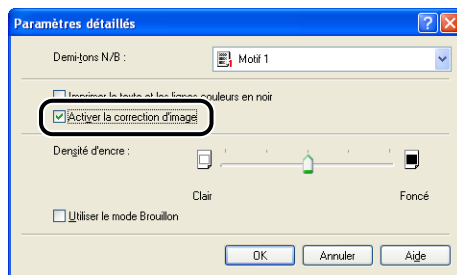 Paramètres détaillés
Demi-tons N/B :
Motif 1
Imprimer le texte et les lignes couleurs en noir
Activer la correction d'image
Densité d'encre :
Clair Foncé
Utiliser le mode Brouillon
OK Annuler Aide